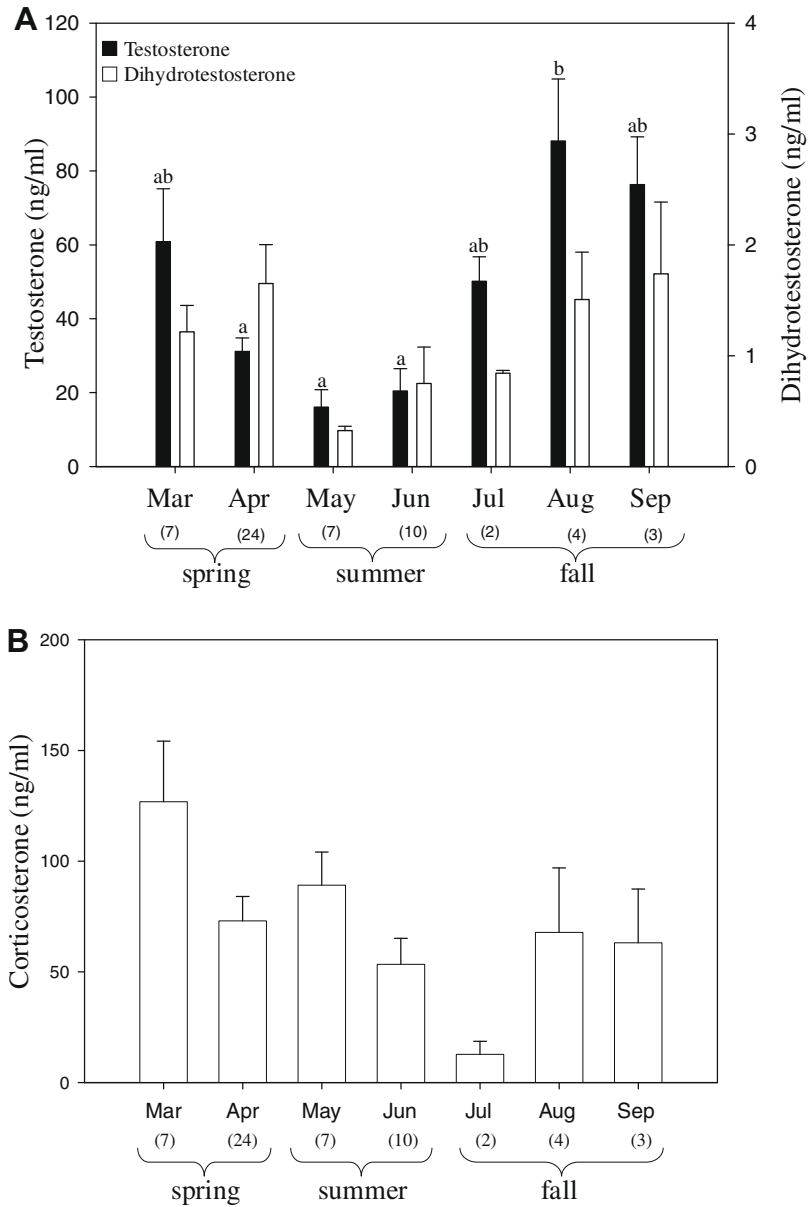 A
Testosterone
Dihydrotestosterone
Testosterone (ng/ml)
Dihydrotestosterone (ng/ml)
120
100
80
60
40
20
0
4
3
2
1
0
ab
a
a
a
ab
b
ab
Mar Apr May Jun Jul Aug Sep
(7) (24) (7) (10) (2) (4) (3)
spring summer fall
B
Corticosterone (ng/ml)
200
150
100
50
0
Mar Apr May Jun Jul Aug Sep
(7) (24) (7) (10) (2) (4) (3)
spring summer fall